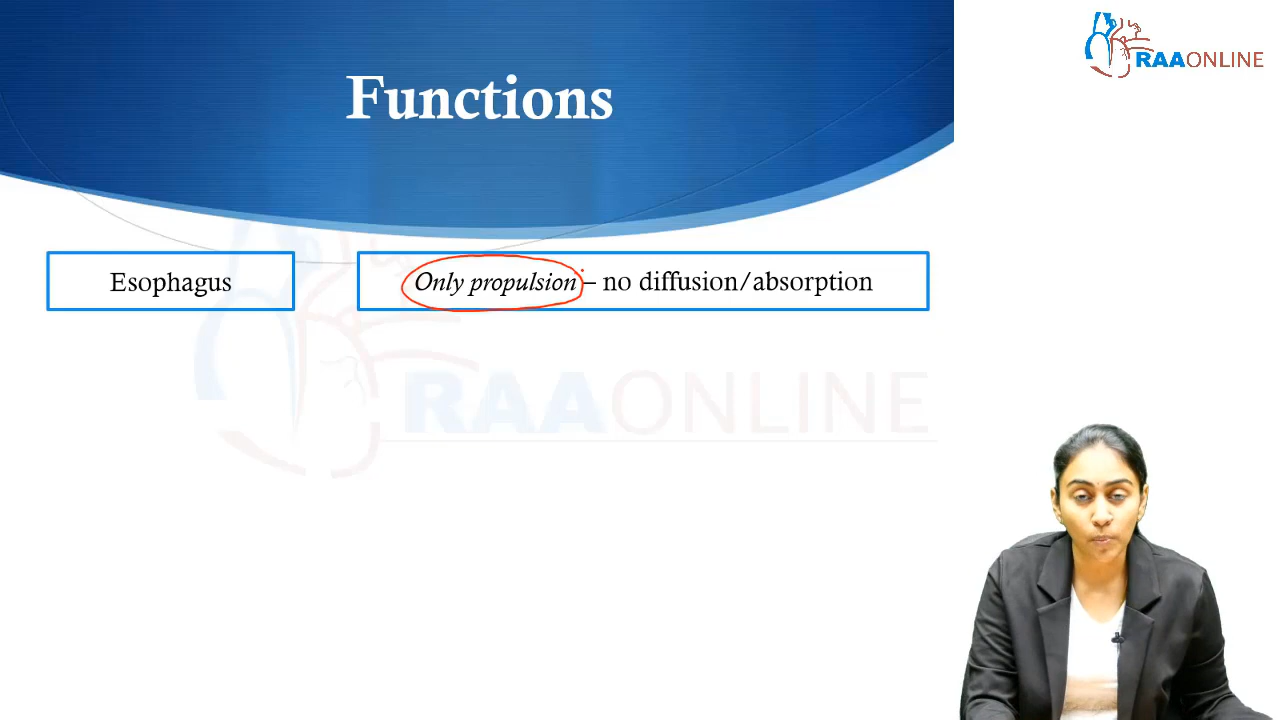 Functions
RAAONLINE
Esophagus
Only propulsion – no diffusion/absorption
RAAONLINE